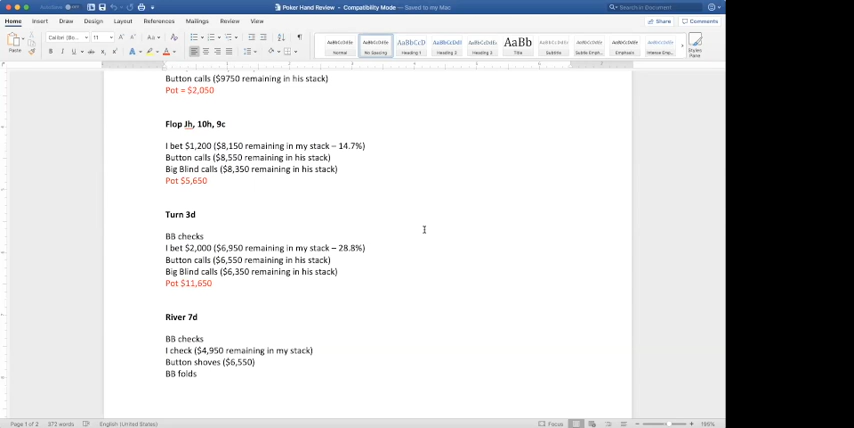 AutoSave
Poker Hand Review – Compatibility Mode — Saved to my Mac
Search in Document
Home Insert Draw Design Layout References Mailings Review View
Share Comments
Paste
Calibri (Bo... 11
AaBbCcDdEe AaBbCcDdEe AaBbCcD AaBbCcDdI AaBbCcDdEe AaBb AaBbCcDdEe AaBbCcDdEe AaBbCcDdEe AaBbCcDdEe
Normal No Spacing Heading 1 Heading 2 Heading 3 Title Subtitle Subtle Emph... Emphasis Intense Emp...
Styles Pane
Button calls ($9750 remaining in his stack)
Pot = $2,050
Flop Jh, 10h, 9c
I bet $1,200 ($8,150 remaining in my stack – 14.7%)
Button calls ($8,550 remaining in his stack)
Big Blind calls ($8,350 remaining in his stack)
Pot $5,650
Turn 3d
BB checks
I bet $2,000 ($6,950 remaining in my stack – 28.8%)
Button calls ($6,550 remaining in his stack)
Big Blind calls ($6,350 remaining in his stack)
Pot $11,650
River 7d
BB checks
I check ($4,950 remaining in my stack)
Button shoves ($6,550)
BB folds
Page 1 of 2 372 words English (United States)
Focus
195%